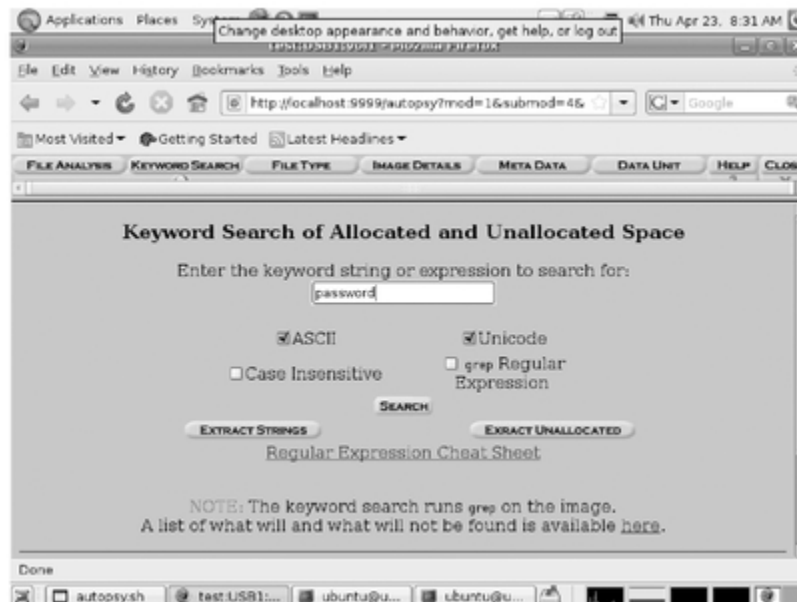 Applications Places Sy
Thu Apr 23, 8:31 AM
Change desktop appearance and behavior, get help, or log out
File Edit View History Bookmarks Tools Help
http://localhost:9999/autopsy?mod=1&submod=4&
Google
Most Visited Getting Started Latest Headlines
FILE ANALYSIS KEYWORD SEARCH FILE TYPE IMAGE DETAILS META DATA DATA UNIT HELP CLOS
Keyword Search of Allocated and Unallocated Space
Enter the keyword string or expression to search for:
password
ASCII Unicode
Case Insensitive grep Regular
Expression
SEARCH
EXTRACT STRINGS EXRACT UNALLOCATED
Regular Expression Cheat Sheet
NOTE: The keyword search runs grep on the image.
A list of what will and what will not be found is available here.
Done
autopsy.sh test:USB1:... ubuntu@u... ubuntu@u...